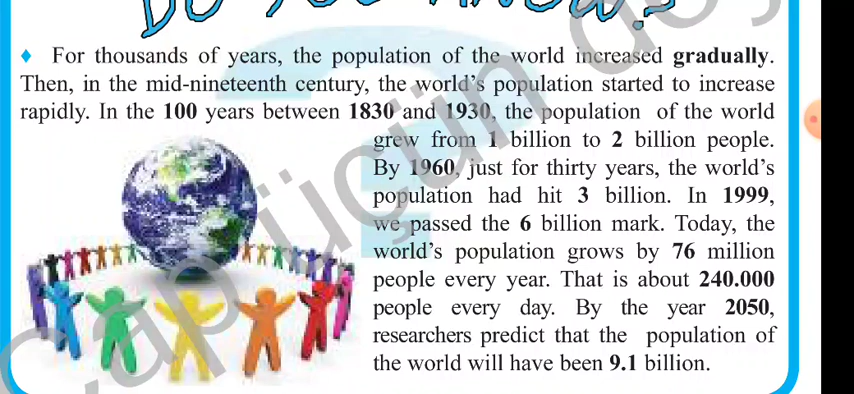 DO YOU KNOW?
♦ For thousands of years, the population of the world increased gradually.
Then, in the mid-nineteenth century, the world's population started to increase
rapidly. In the 100 years between 1830 and 1930, the population of the world
grew from 1 billion to 2 billion people.
By 1960, just for thirty years, the world's
population had hit 3 billion. In 1999,
we passed the 6 billion mark. Today, the
world's population grows by 76 million
people every year. That is about 240.000
people every day. By the year 2050,
researchers predict that the population of
the world will have been 9.1 billion.